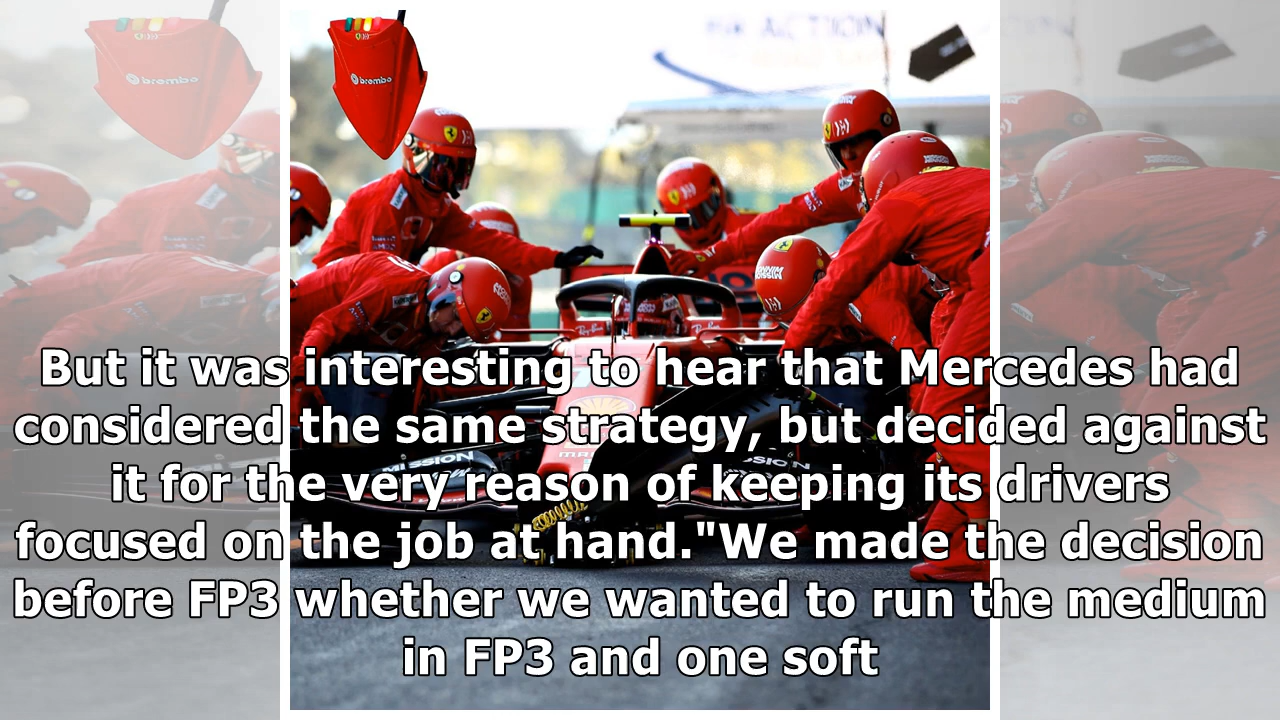 brembo
brembo
But it was interesting to hear that Mercedes had
considered the same strategy, but decided against
it for the very reason of keeping its drivers
focused on the job at hand."We made the decision
before FP3 whether we wanted to run the medium
in FP3 and one soft